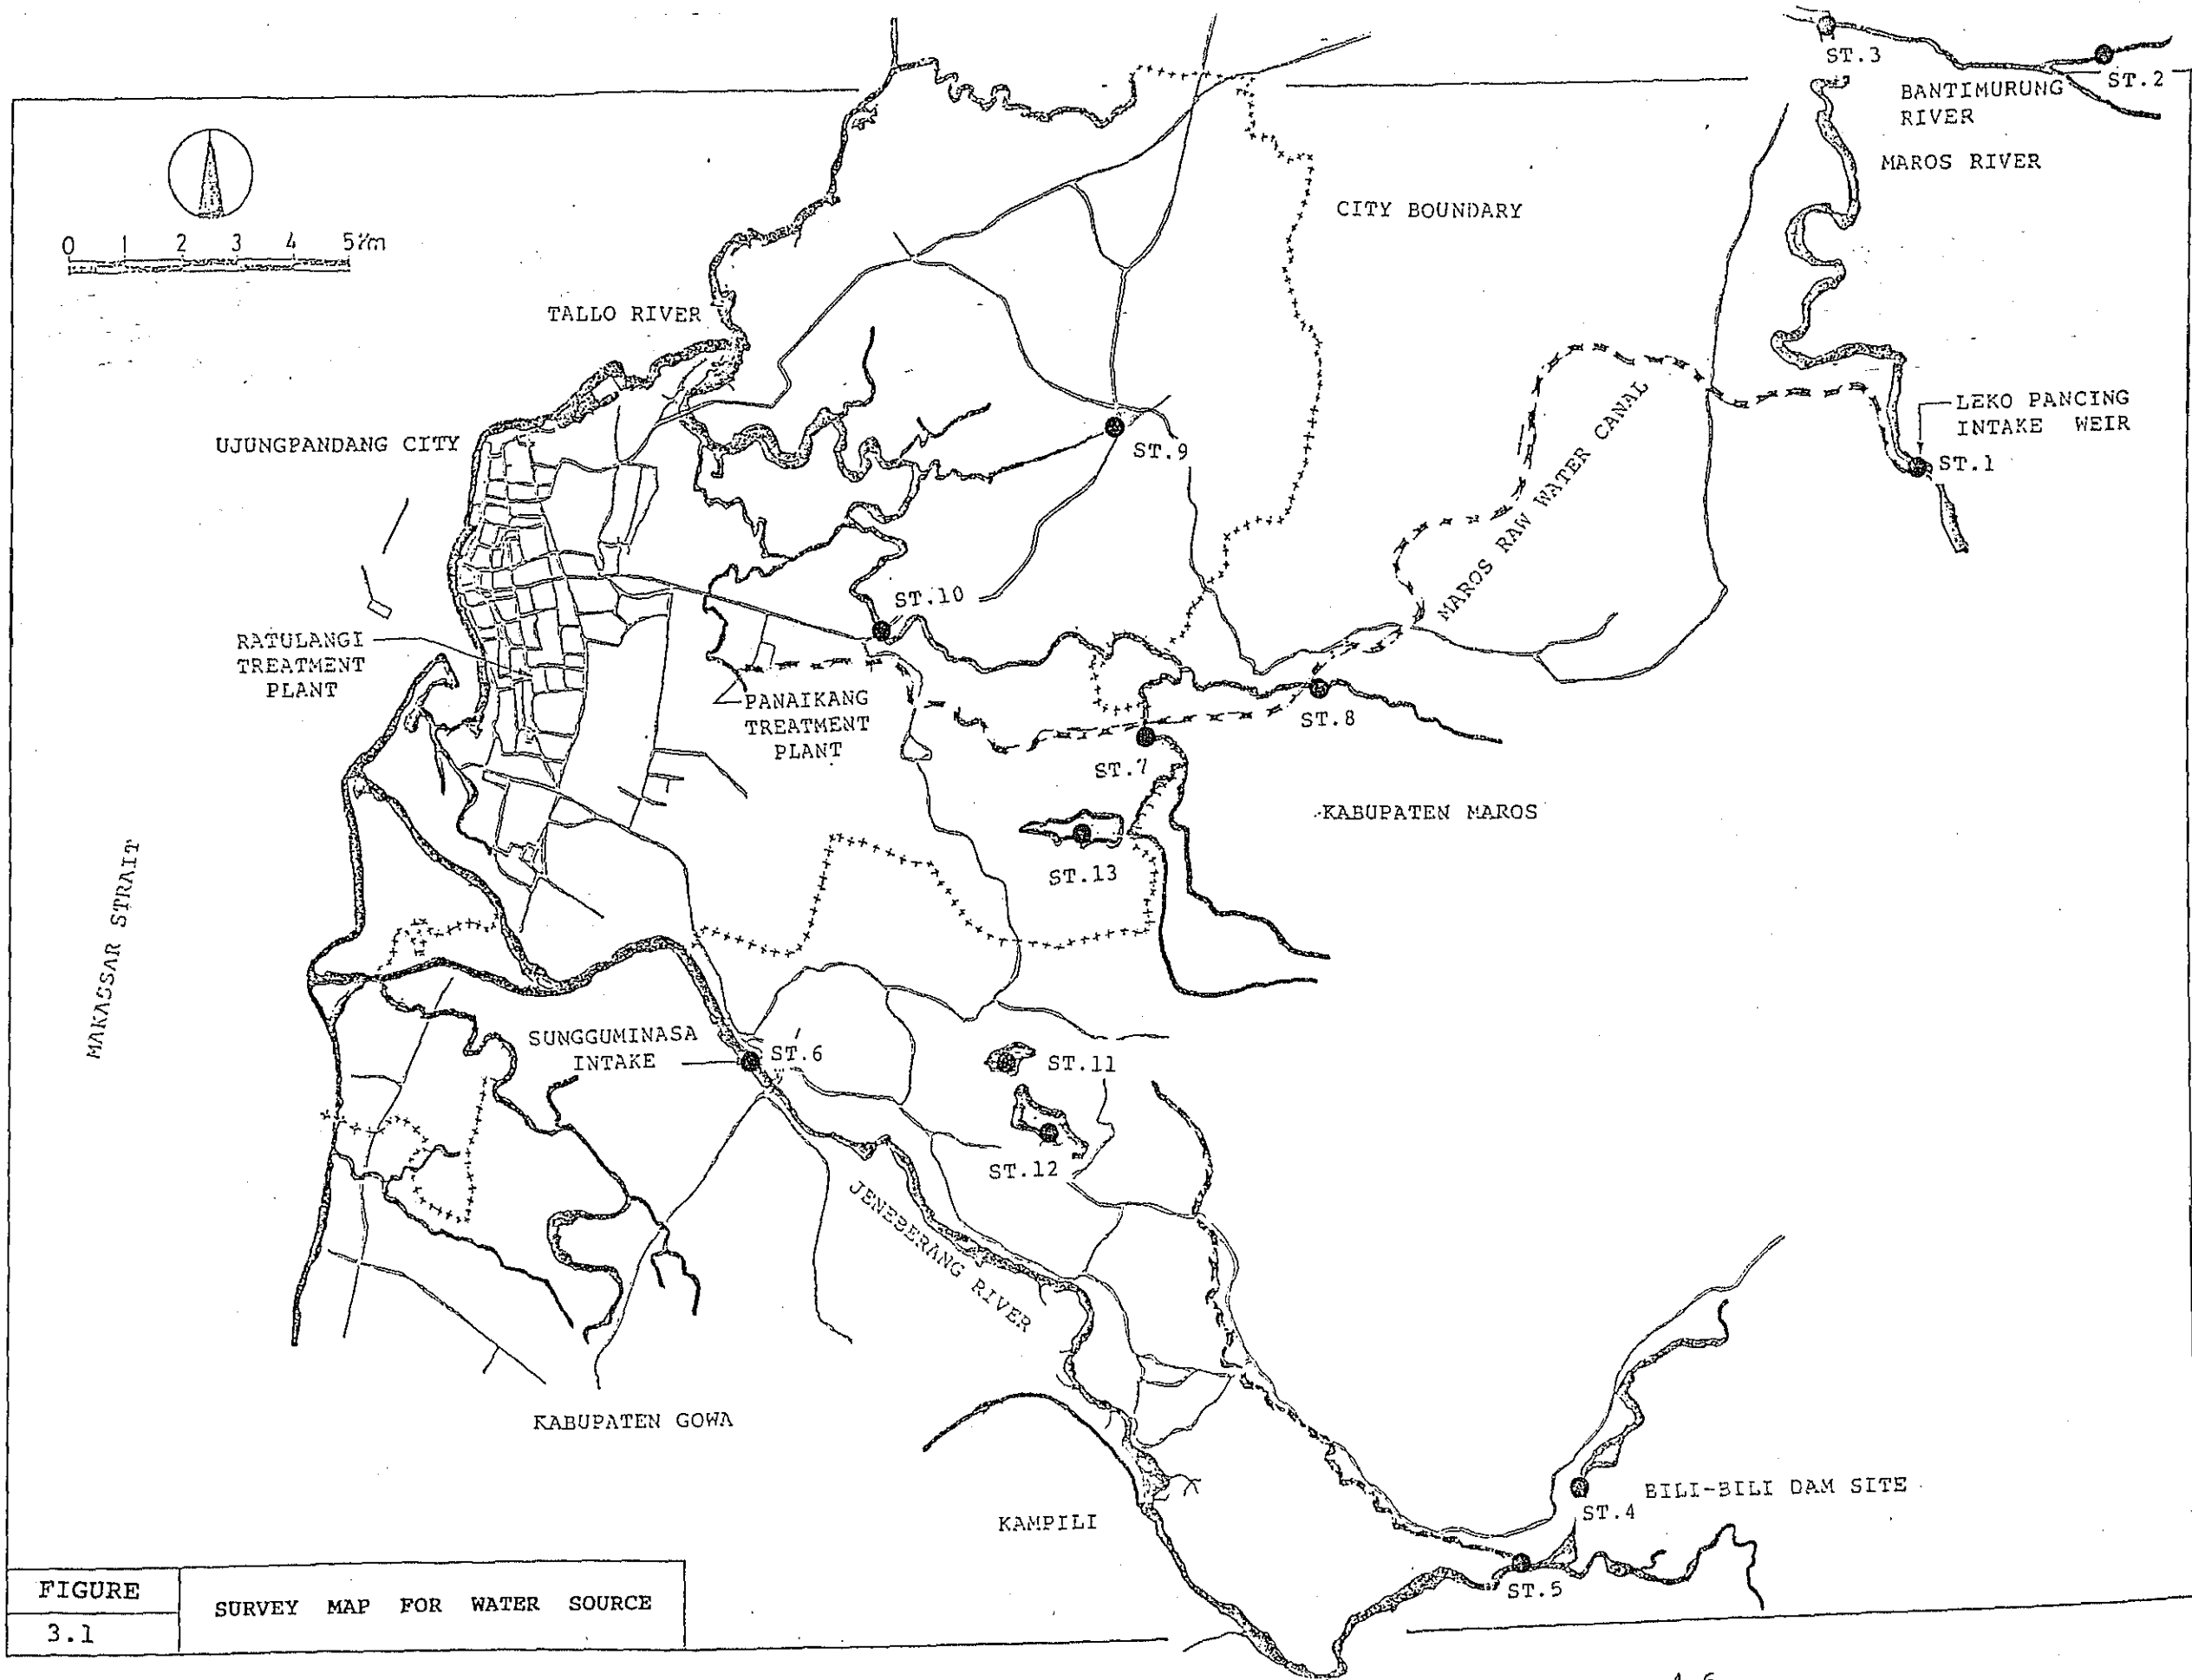 ST.3
ST.2
BANTIMURUNG
RIVER
MAROS RIVER
CITY BOUNDARY
0 1 2 3 4 5
TALLO RIVER
UJUNGPANDANG CITY
LEKO PANCING
INTAKE WEIR
ST.1
ST.9
MAROS RAW WATER CANAL
ST.10
RATULANGI
TREATMENT
PLANT
PANAIKANG
TREATMENT
PLANT
ST.8
ST.7
KABUPATEN MAROS
ST.13
MAKASSAR STRAIT
SUNGGUMINASA
INTAKE
ST.6
ST.11
ST.12
JENEBERANG RIVER
KABUPATEN GOWA
BILI-BILI DAM SITE
ST.4
KAMPILI
ST.5
FIGURE
3.1
SURVEY MAP FOR WATER SOURCE